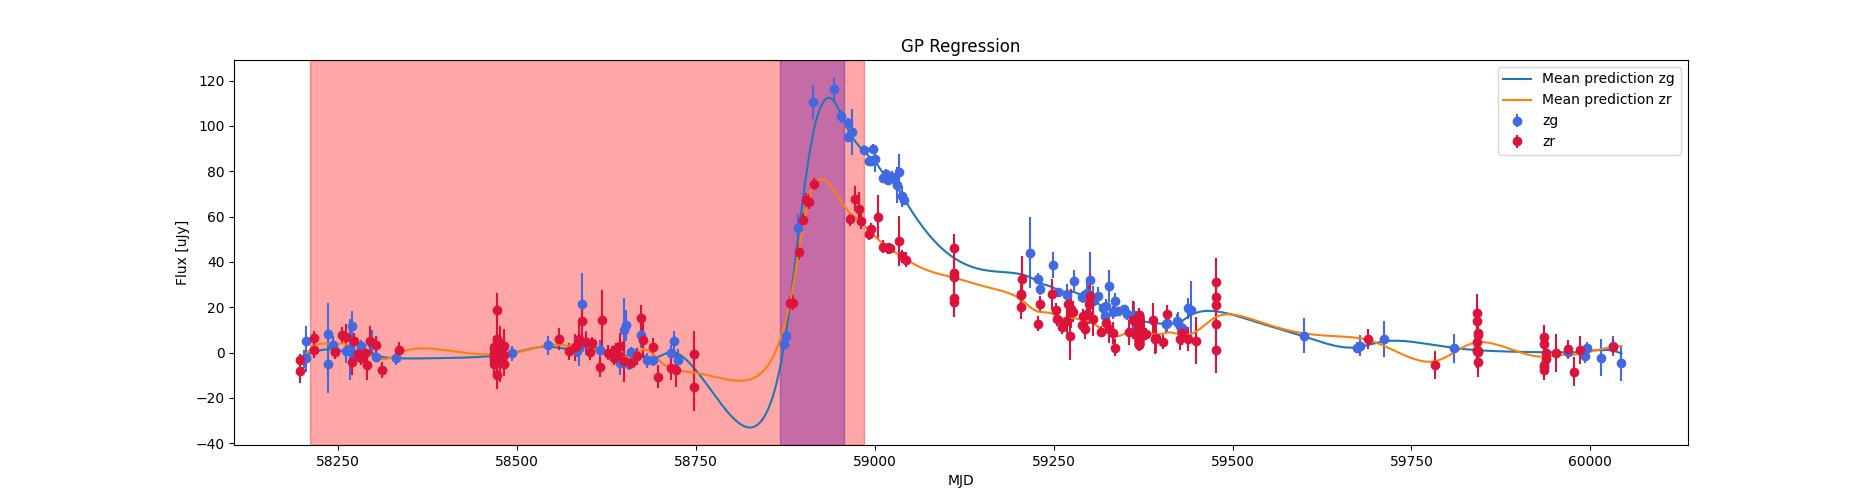 GP Regression
Flux [uJy]
120
100
80
60
40
20
0
−20
−40
58250 58500 58750 59000 59250 59500 59750 60000
MJD
Mean prediction zg
Mean prediction zr
zg
zr